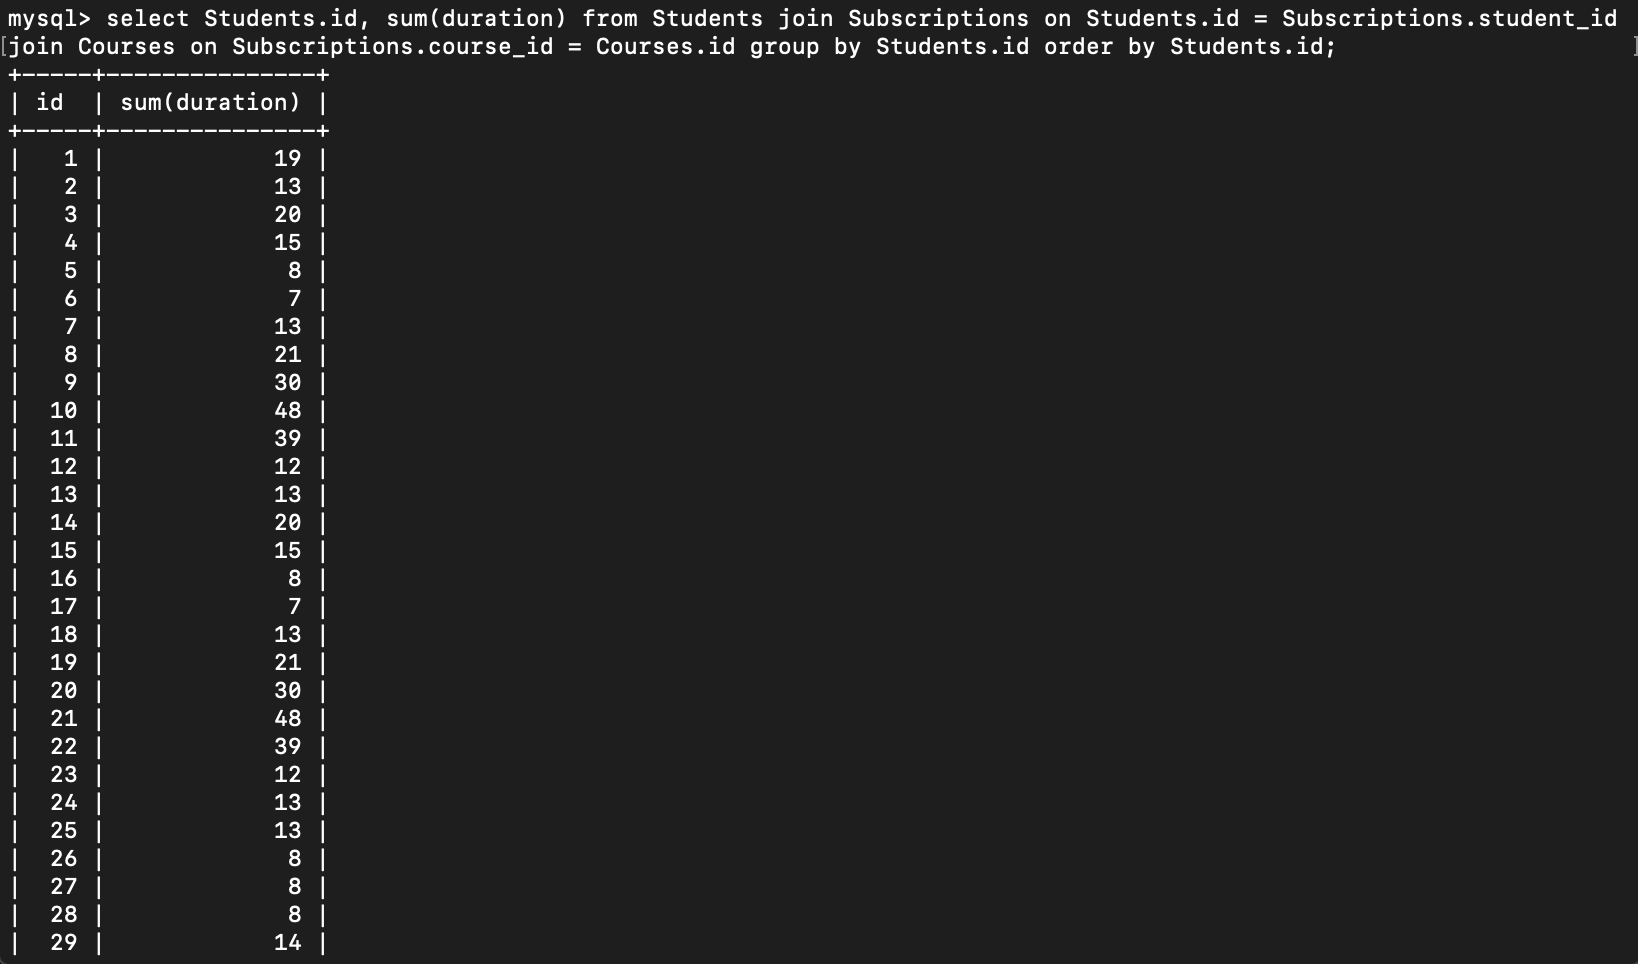 mysql> select Students.id, sum(duration) from Students join Subscriptions on Students.id = Subscriptions.student_id
[join Courses on Subscriptions.course_id = Courses.id group by Students.id order by Students.id; ]
+-----+---------------+
| id  | sum(duration) |
+-----+---------------+
|   1 |            19 |
|   2 |            13 |
|   3 |            20 |
|   4 |            15 |
|   5 |             8 |
|   6 |             7 |
|   7 |            13 |
|   8 |            21 |
|   9 |            30 |
|  10 |            48 |
|  11 |            39 |
|  12 |            12 |
|  13 |            13 |
|  14 |            20 |
|  15 |            15 |
|  16 |             8 |
|  17 |             7 |
|  18 |            13 |
|  19 |            21 |
|  20 |            30 |
|  21 |            48 |
|  22 |            39 |
|  23 |            12 |
|  24 |            13 |
|  25 |            13 |
|  26 |             8 |
|  27 |             8 |
|  28 |             8 |
|  29 |            14 |